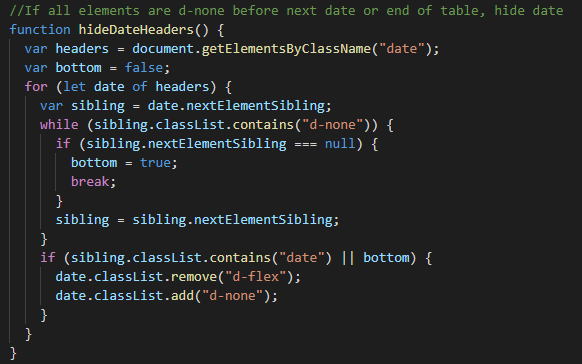 //If all elements are d-none before next date or end of table, hide date
function hideDateHeaders() {
  var headers = document.getElementsByClassName("date");
  var bottom = false;
  for (let date of headers) {
    var sibling = date.nextElementSibling;
    while (sibling.classList.contains("d-none")) {
      if (sibling.nextElementSibling === null) {
        bottom = true;
        break;
      }
      sibling = sibling.nextElementSibling;
    }
    if (sibling.classList.contains("date") || bottom) {
      date.classList.remove("d-flex");
      date.classList.add("d-none");
    }
  }
}